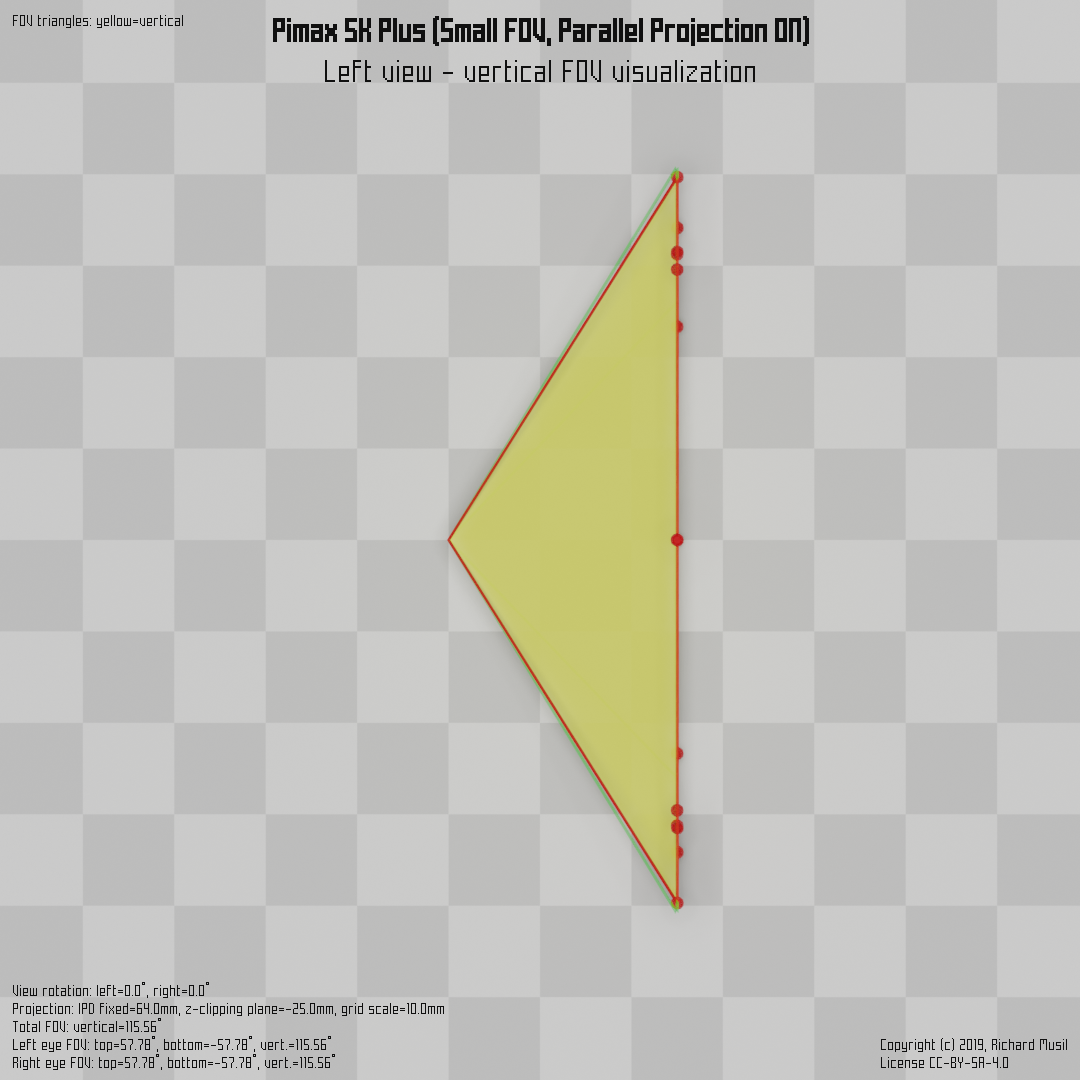 FOV triangles: yellow=vertical
Pimax 5K Plus (Small FOV, Parallel Projection ON)
Left view - vertical FOV visualization
View rotation: left=0.0°, right=0.0°
Projection: IPD fixed=64.0mm, z-clipping plane=-25.0mm, grid scale=10.0mm
Total FOV: vertical=115.56°
Left eye FOV: top=57.78°, bottom=-57.78°, vert.=115.56°
Right eye FOV: top=57.78°, bottom=-57.78°, vert.=115.56°
Copyright (c) 2019, Richard Musil
License CC-BY-SA-4.0